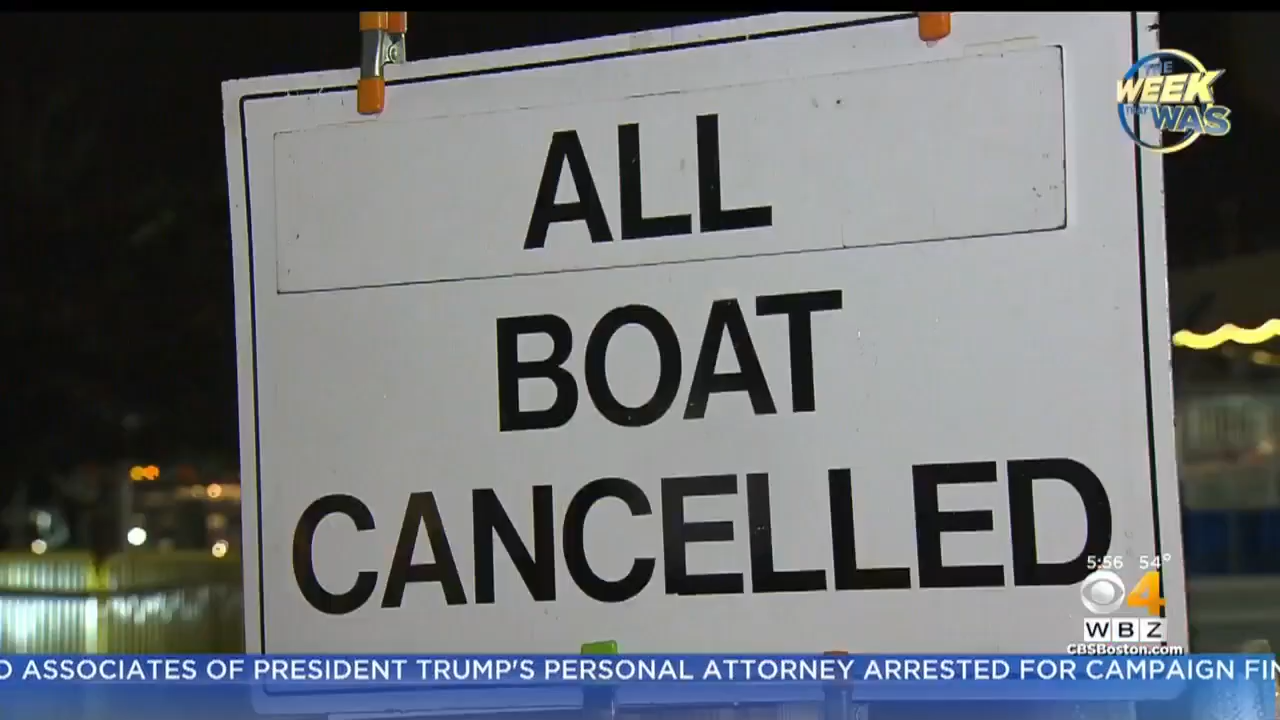 THE
WEEK
THAT WAS
ALL
BOAT
CANCELLED
5:56 54°
4
WBZ
CBSBoston.com
ASSOCIATES OF PRESIDENT TRUMP'S PERSONAL ATTORNEY ARRESTED FOR CAMPAIGN